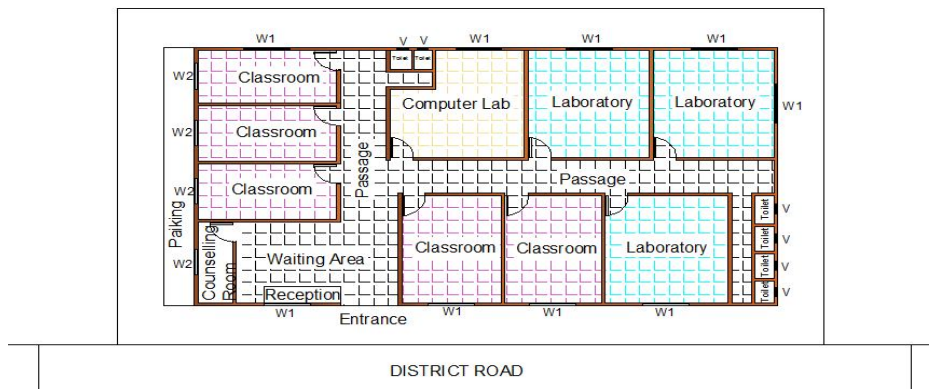 W1
V
V
W1
W1
W1
Toilet
Toilet
W2
Classroom
Computer Lab
Laboratory
Laboratory
W1
W2
Classroom
Passage
Passage
W2
Classroom
Parking
Toilet
V
Counselling
Room
Waiting Area
Classroom
Classroom
Laboratory
Toilet
V
W2
Toilet
V
Reception
Toilet
V
W1
Entrance
W1
W1
W1
DISTRICT ROAD